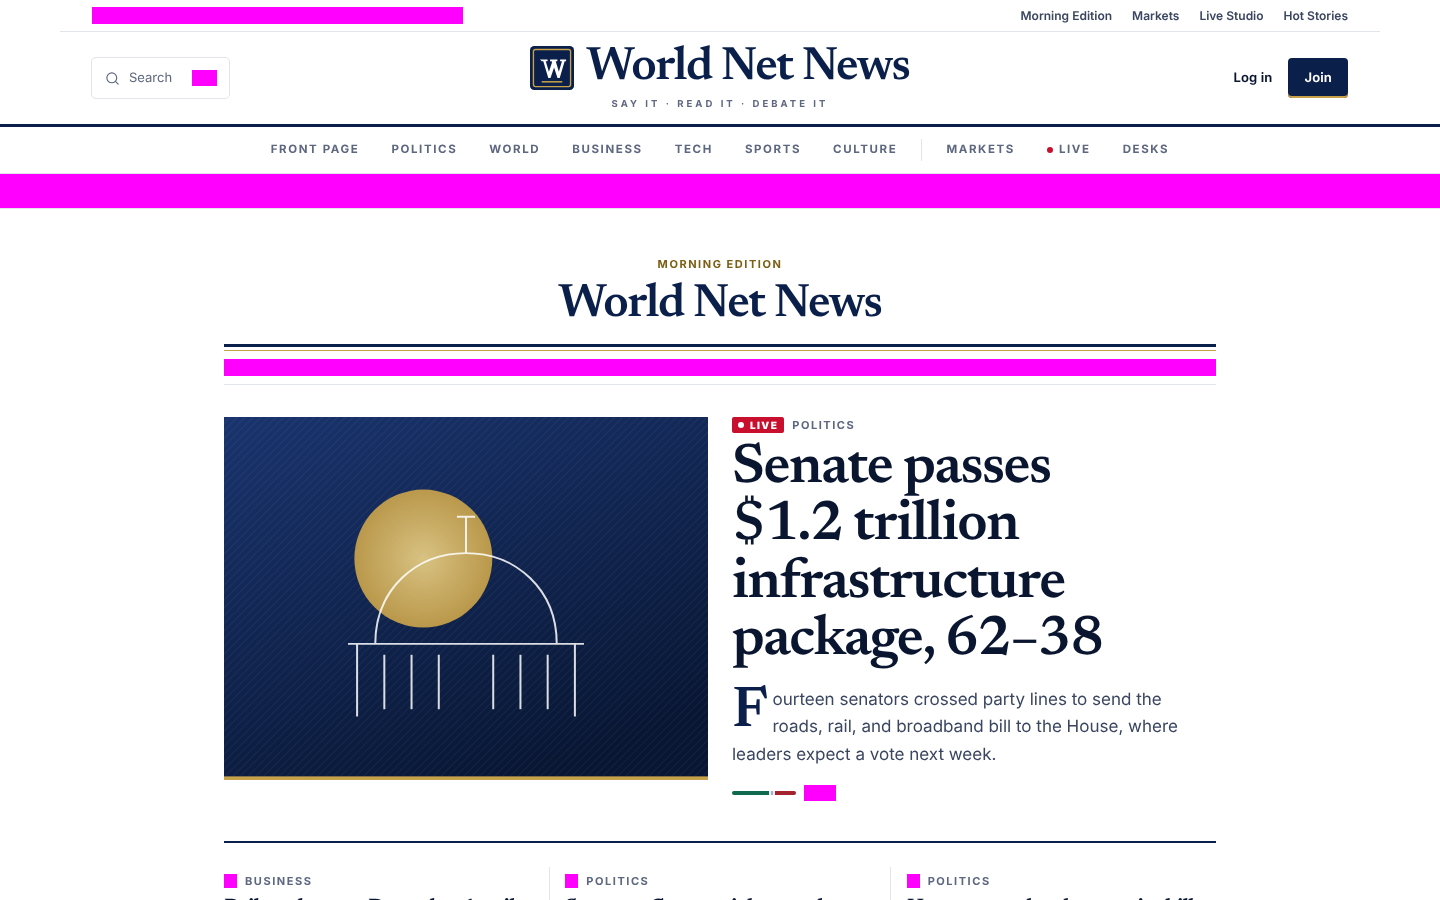 Morning Edition Markets Live Studio Hot Stories
Search
W World Net News
SAY IT · READ IT · DEBATE IT
Log in Join
FRONT PAGE POLITICS WORLD BUSINESS TECH SPORTS CULTURE MARKETS LIVE DESKS
MORNING EDITION
World Net News
LIVE POLITICS
Senate passes
$1.2 trillion
infrastructure
package, 62–38
Fourteen senators crossed party lines to send the
roads, rail, and broadband bill to the House, where
leaders expect a vote next week.
BUSINESS
POLITICS
POLITICS